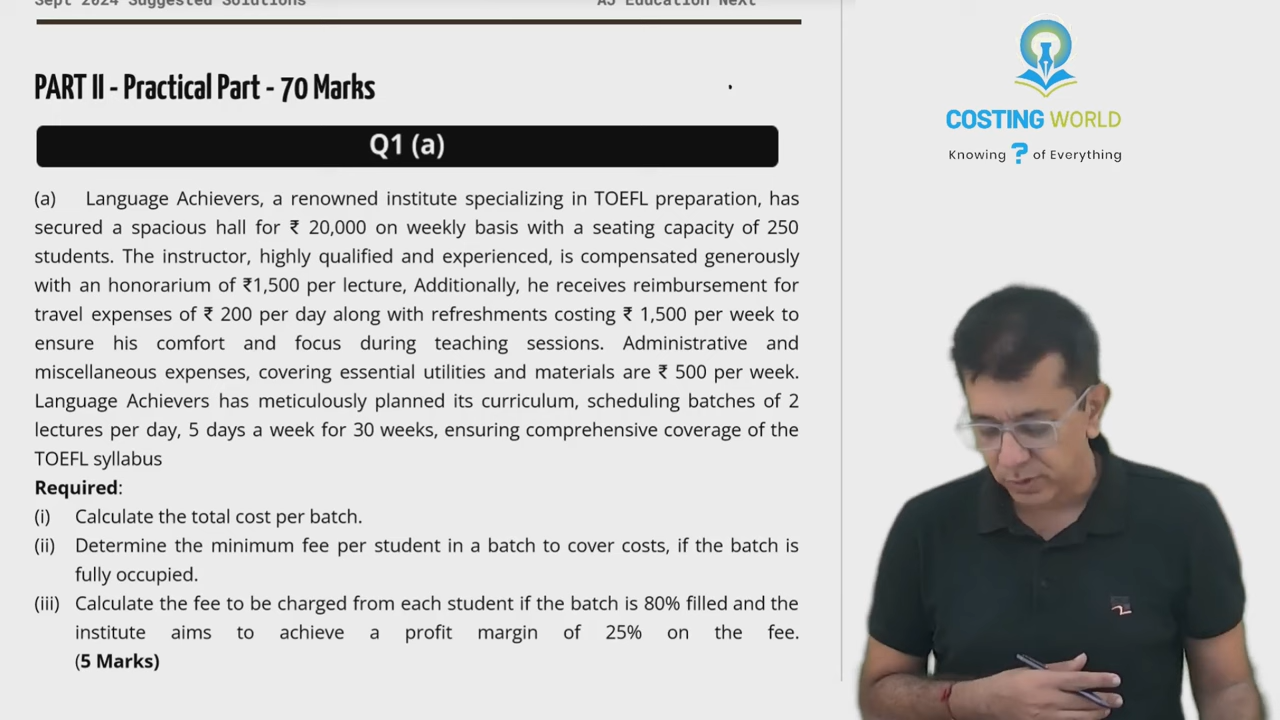 Sept 2024 Suggested Solutions AJ Education Next
PART II - Practical Part - 70 Marks
COSTING WORLD
Knowing ? of Everything
Q1 (a)
(a) Language Achievers, a renowned institute specializing in TOEFL preparation, has
secured a spacious hall for ₹ 20,000 on weekly basis with a seating capacity of 250
students. The instructor, highly qualified and experienced, is compensated generously
with an honorarium of ₹1,500 per lecture, Additionally, he receives reimbursement for
travel expenses of ₹ 200 per day along with refreshments costing ₹ 1,500 per week to
ensure his comfort and focus during teaching sessions. Administrative and
miscellaneous expenses, covering essential utilities and materials are ₹ 500 per week.
Language Achievers has meticulously planned its curriculum, scheduling batches of 2
lectures per day, 5 days a week for 30 weeks, ensuring comprehensive coverage of the
TOEFL syllabus
Required:
(i) Calculate the total cost per batch.
(ii) Determine the minimum fee per student in a batch to cover costs, if the batch is
fully occupied.
(iii) Calculate the fee to be charged from each student if the batch is 80% filled and the
institute aims to achieve a profit margin of 25% on the fee.
(5 Marks)